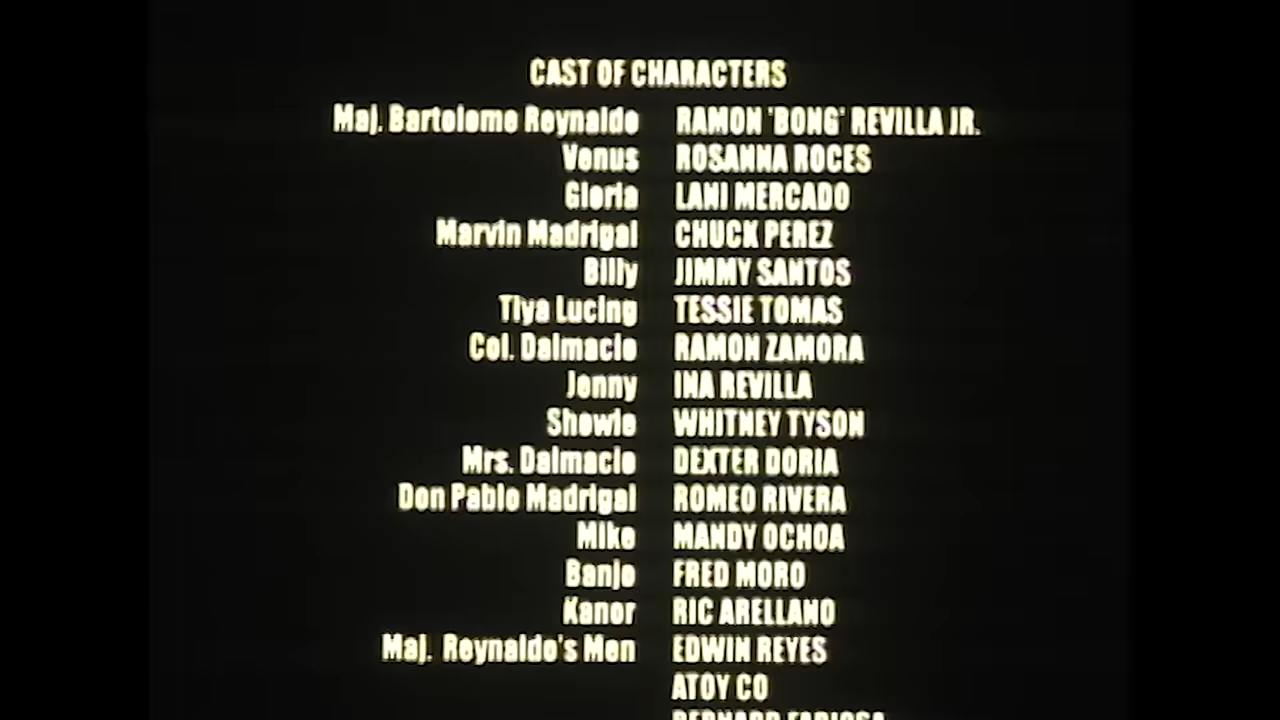 CAST OF CHARACTERS
Maj. Bartolome Reynaldo RAMON 'BONG' REVILLA JR.
Venus ROSANNA ROCES
Gloria LANI MERCADO
Marvin Madrigal CHUCK PEREZ
Billy JIMMY SANTOS
Tiya Lucing TESSIE TOMAS
Col. Dalmacio RAMON ZAMORA
Jenny INA REVILLA
Showie WHITNEY TYSON
Mrs. Dalmacio DEXTER DORIA
Don Pablo Madrigal ROMEO RIVERA
Mike MANDY OCHOA
Banjo FRED MORO
Kanor RIC ARELLANO
Maj. Reynaldo's Men EDWIN REYES
ATOY CO
BERNARD FABIOSA